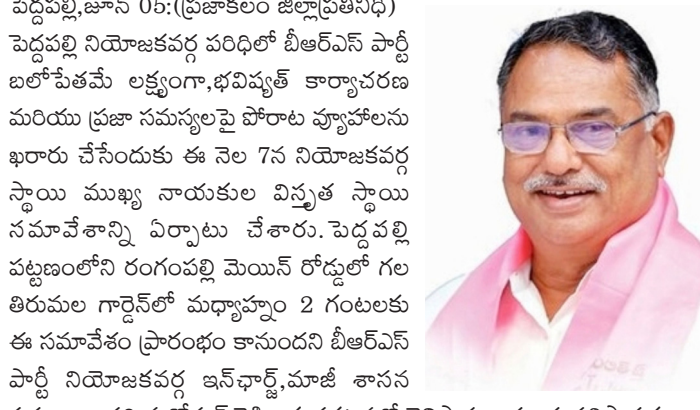 పెద్దపల్లి,జూన్ 05:(ప్రజాకలం జిల్లాప్రతినిధి)
పెద్దపల్లి నియోజకవర్గ పరిధిలో బీఆర్ఎస్ పార్టీ
బలోపేతమే లక్ష్యంగా,భవిష్యత్ కార్యాచరణ
మరియు ప్రజా సమస్యలపై పోరాట వ్యూహాలను
ఖరారు చేసేందుకు ఈ నెల 7న నియోజకవర్గ
స్థాయి ముఖ్య నాయకుల విస్తృత స్థాయి
సమావేశాన్ని ఏర్పాటు చేశారు.పెద్దపల్లి
పట్టణంలోని రంగంపల్లి మెయిన్ రోడ్డులో గల
తిరుమల గార్డెన్‌లో మధ్యాహ్నం 2 గంటలకు
ఈ సమావేశం ప్రారంభం కానుందని బీఆర్ఎస్
పార్టీ నియోజకవర్గ ఇన్‌ఛార్జ్,మాజీ శాసన